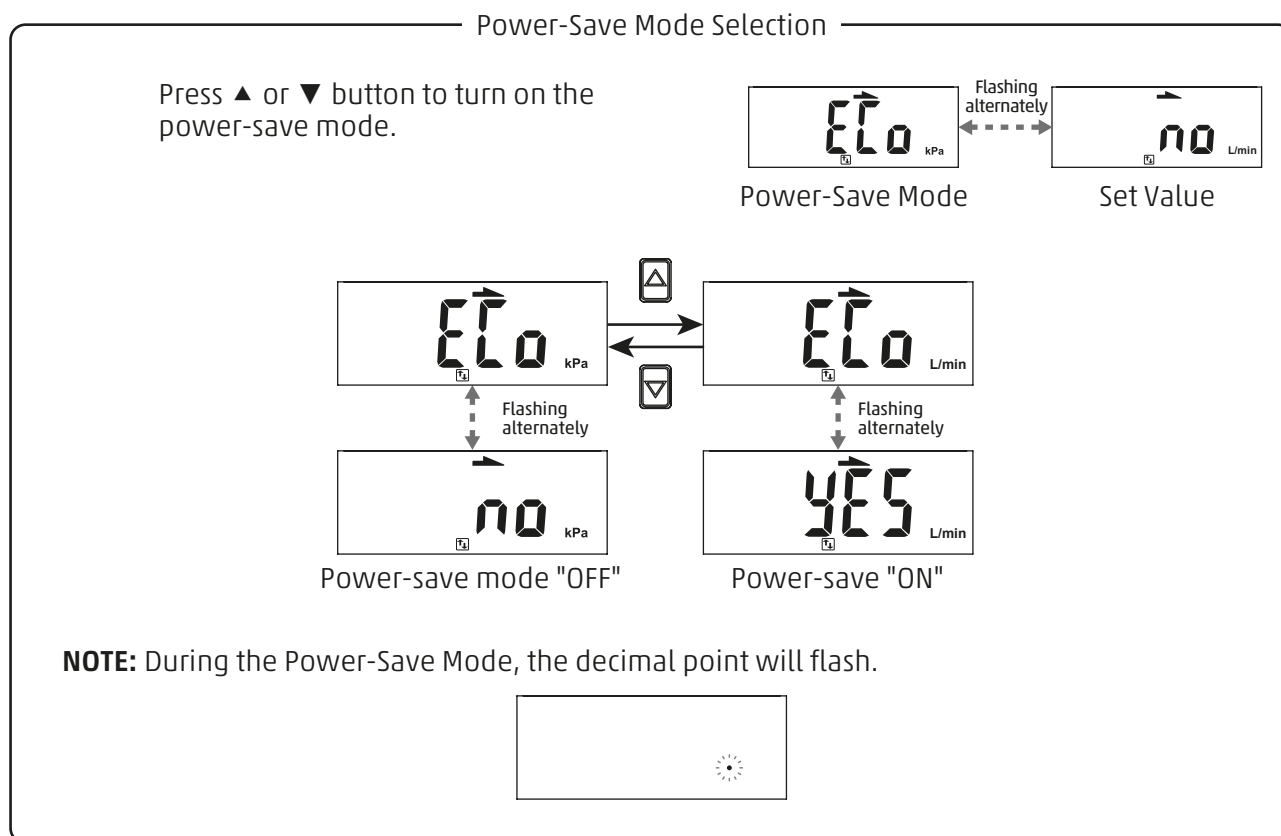 Power-Save Mode Selection
Press ▲ or ▼ button to turn on the
power-save mode.
Flashing
alternately
ECo kPa
no L/min
Power-Save Mode
Set Value
ECo kPa
ECo L/min
Flashing
alternately
Flashing
alternately
no kPa
YES L/min
Power-save mode "OFF"
Power-save "ON"
NOTE: During the Power-Save Mode, the decimal point will flash.